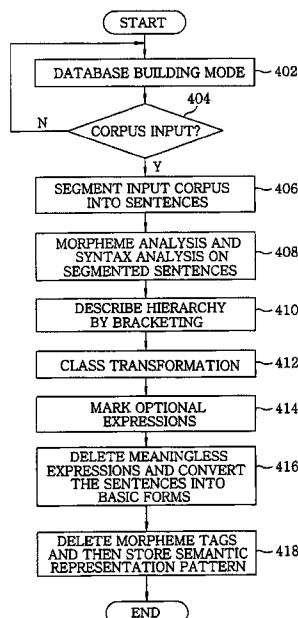 START
DATABASE BUILDING MODE
402
404
N
CORPUS INPUT?
Y
SEGMENT INPUT CORPUS
INTO SENTENCES
406
MORPHEME ANALYSIS AND
SYNTAX ANALYSIS ON
SEGMENTED SENTENCES
408
DESCRIBE HIERARCHY
BY BRACKETING
410
CLASS TRANSFORMATION
412
MARK OPTIONAL
EXPRESSIONS
414
DELETE MEANINGLESS
EXPRESSIONS AND CONVERT
THE SENTENCES INTO
BASIC FORMS
416
DELETE MORPHEME TAGS
AND THEN STORE SEMANTIC
REPRESENTATION PATTERN
418
END